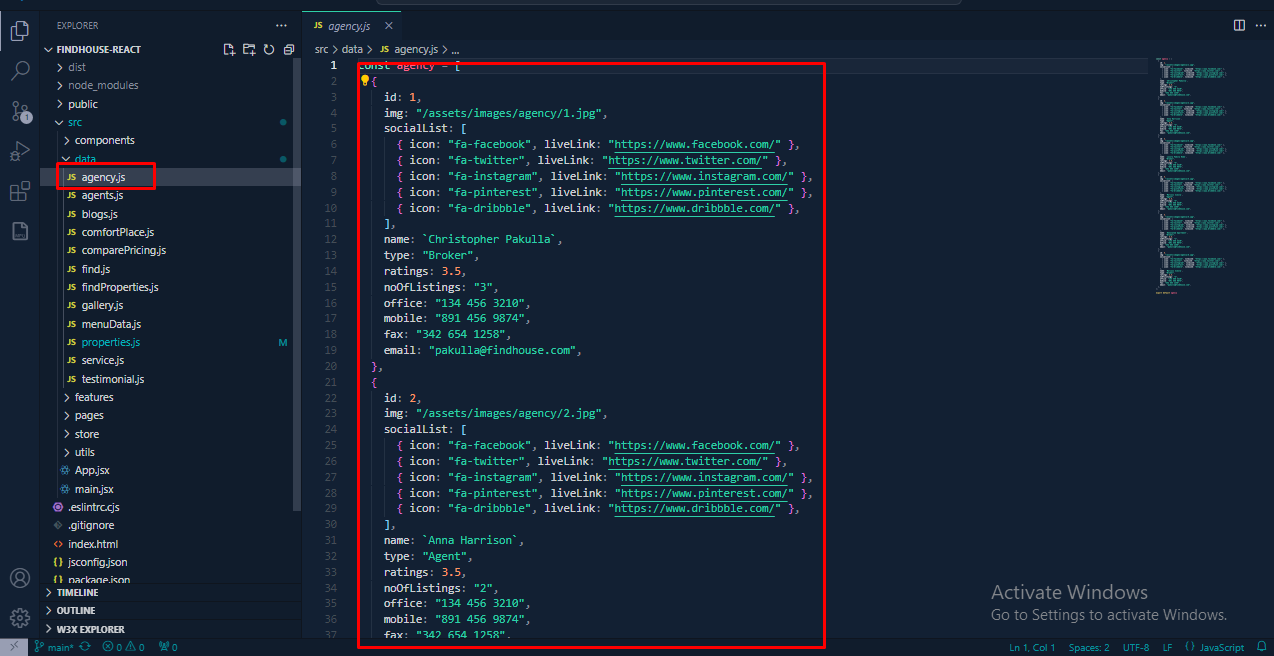 EXPLORER
FINDHOUSE-REACT
dist
node_modules
public
src
components
data
JS agency.js
JS agents.js
JS blogs.js
JS comfortPlace.js
JS comparePricing.js
JS find.js
JS findProperties.js
JS gallery.js
JS menuData.js
JS properties.js M
JS service.js
JS testimonial.js
features
pages
store
utils
App.jsx
main.jsx
.eslintrc.cjs
.gitignore
index.html
jsconfig.json
package.json
TIMELINE
OUTLINE
W3X EXPLORER
JS agency.js
src > data > JS agency.js > ...
1 const agency = [
2 {
3 id: 1,
4 img: "/assets/images/agency/1.jpg",
5 socialList: [
6 { icon: "fa-facebook", liveLink: "https://www.facebook.com/" },
7 { icon: "fa-twitter", liveLink: "https://www.twitter.com/" },
8 { icon: "fa-instagram", liveLink: "https://www.instagram.com/" },
9 { icon: "fa-pinterest", liveLink: "https://www.pinterest.com/" },
10 { icon: "fa-dribbble", liveLink: "https://www.dribbble.com/" },
11 ],
12 name: `Christopher Pakulla`,
13 type: "Broker",
14 ratings: 3.5,
15 noOfListings: "3",
16 office: "134 456 3210",
17 mobile: "891 456 9874",
18 fax: "342 654 1258",
19 email: "pakulla@findhouse.com",
20 },
21 {
22 id: 2,
23 img: "/assets/images/agency/2.jpg",
24 socialList: [
25 { icon: "fa-facebook", liveLink: "https://www.facebook.com/" },
26 { icon: "fa-twitter", liveLink: "https://www.twitter.com/" },
27 { icon: "fa-instagram", liveLink: "https://www.instagram.com/" },
28 { icon: "fa-pinterest", liveLink: "https://www.pinterest.com/" },
29 { icon: "fa-dribbble", liveLink: "https://www.dribbble.com/" },
30 ],
31 name: `Anna Harrison`,
32 type: "Agent",
33 ratings: 3.5,
34 noOfListings: "2",
35 office: "134 456 3210",
36 mobile: "891 456 9874",
37 fax: "342 654 1258",
Activate Windows
Go to Settings to activate Windows.
1
main* 0 0 0
Ln 1, Col 1 Spaces: 2 UTF-8 LF JavaScript